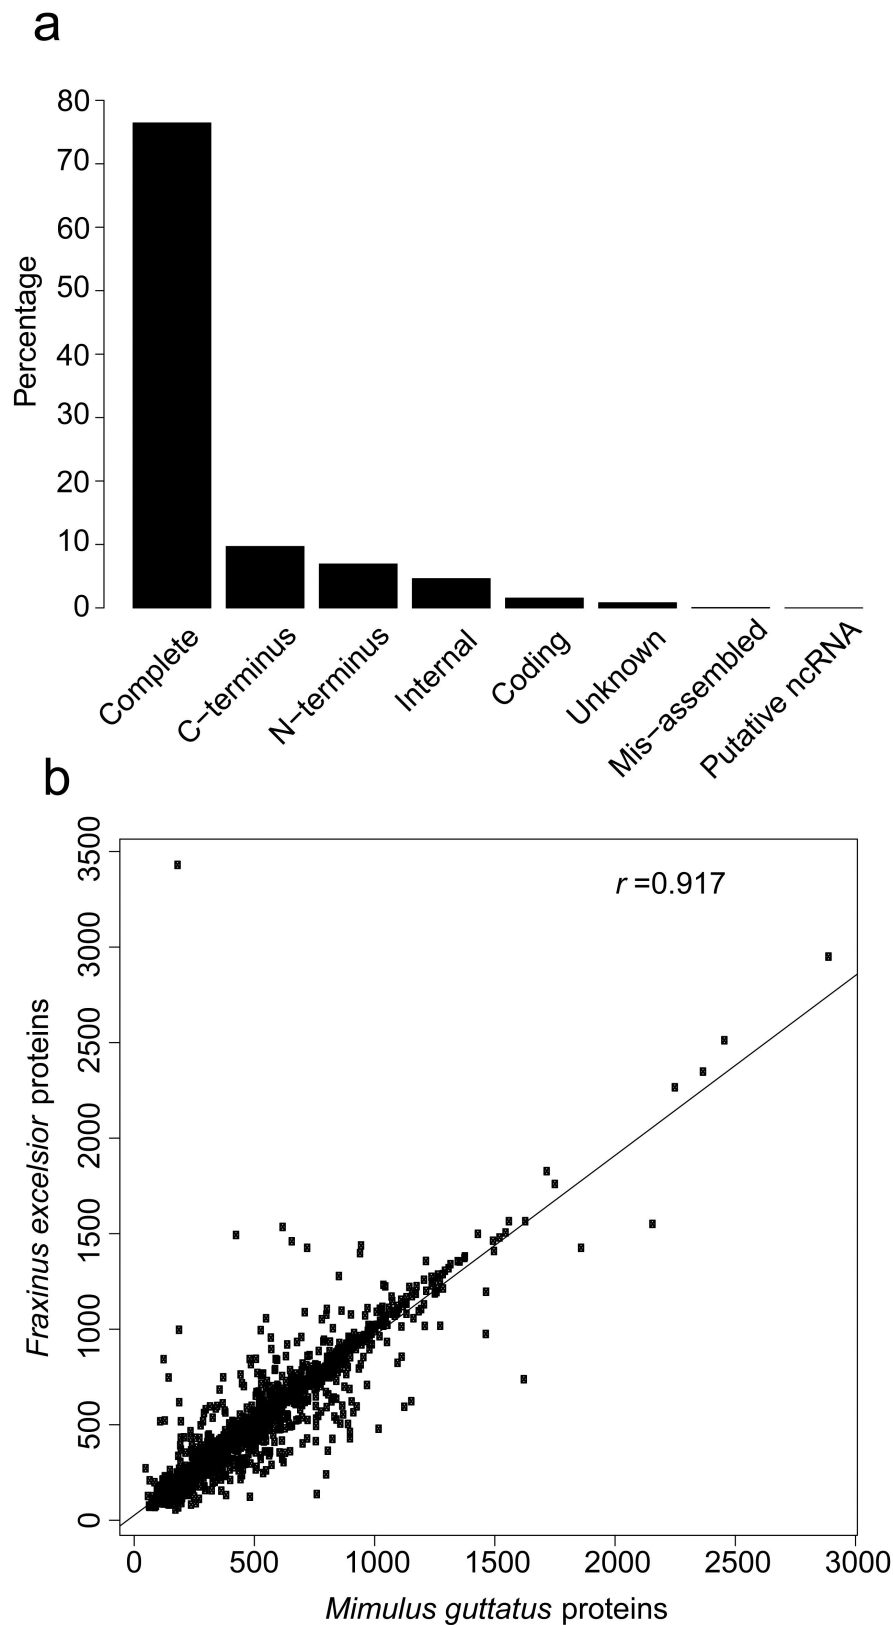 a
80
70
60
50
40
30
20
10
0
Percentage
Complete
C−terminus
N−terminus
Internal
Coding
Unknown
Mis−assembled
Putative ncRNA
b
3500
3000
2500
2000
1500
1000
500
0
Fraxinus excelsior proteins
r =0.917
0 500 1000 1500 2000 2500 3000
Mimulus guttatus proteins